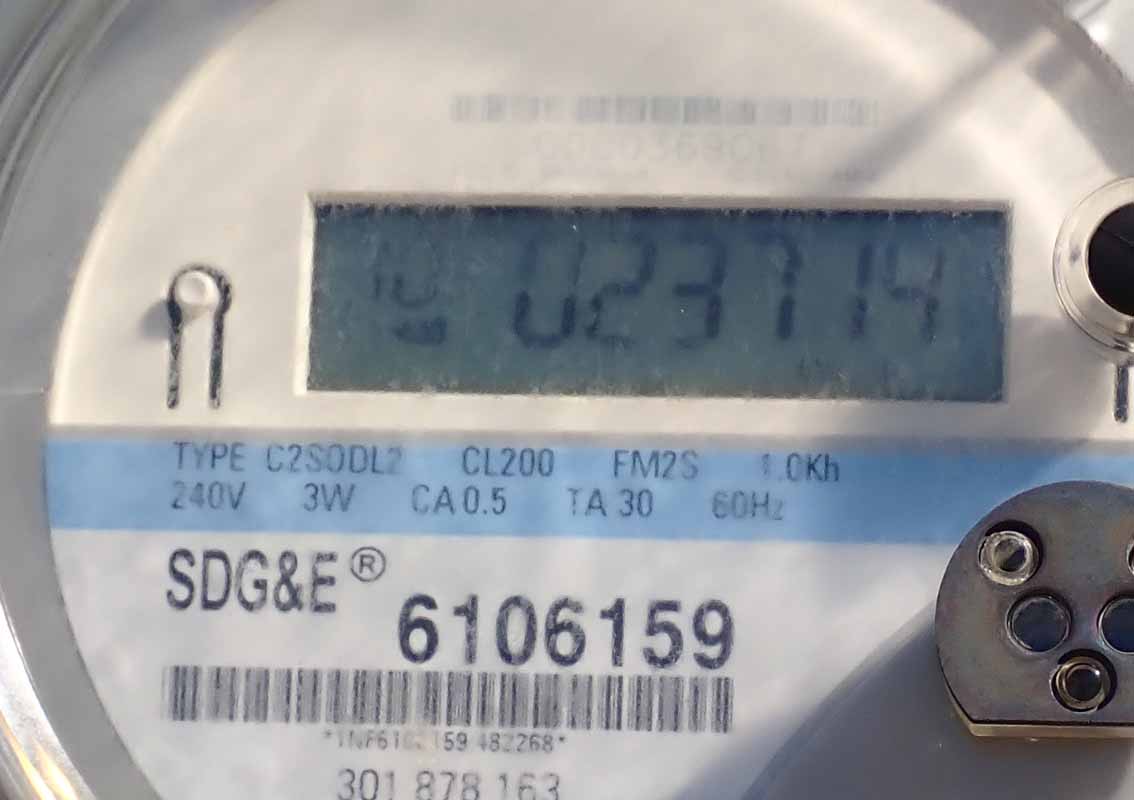 023714
TYPE C2SODL2 CL200 FM2S 1.0Kh
240V 3W CA 0.5 TA 30 60Hz
SDG&E®
6106159
301 878 163